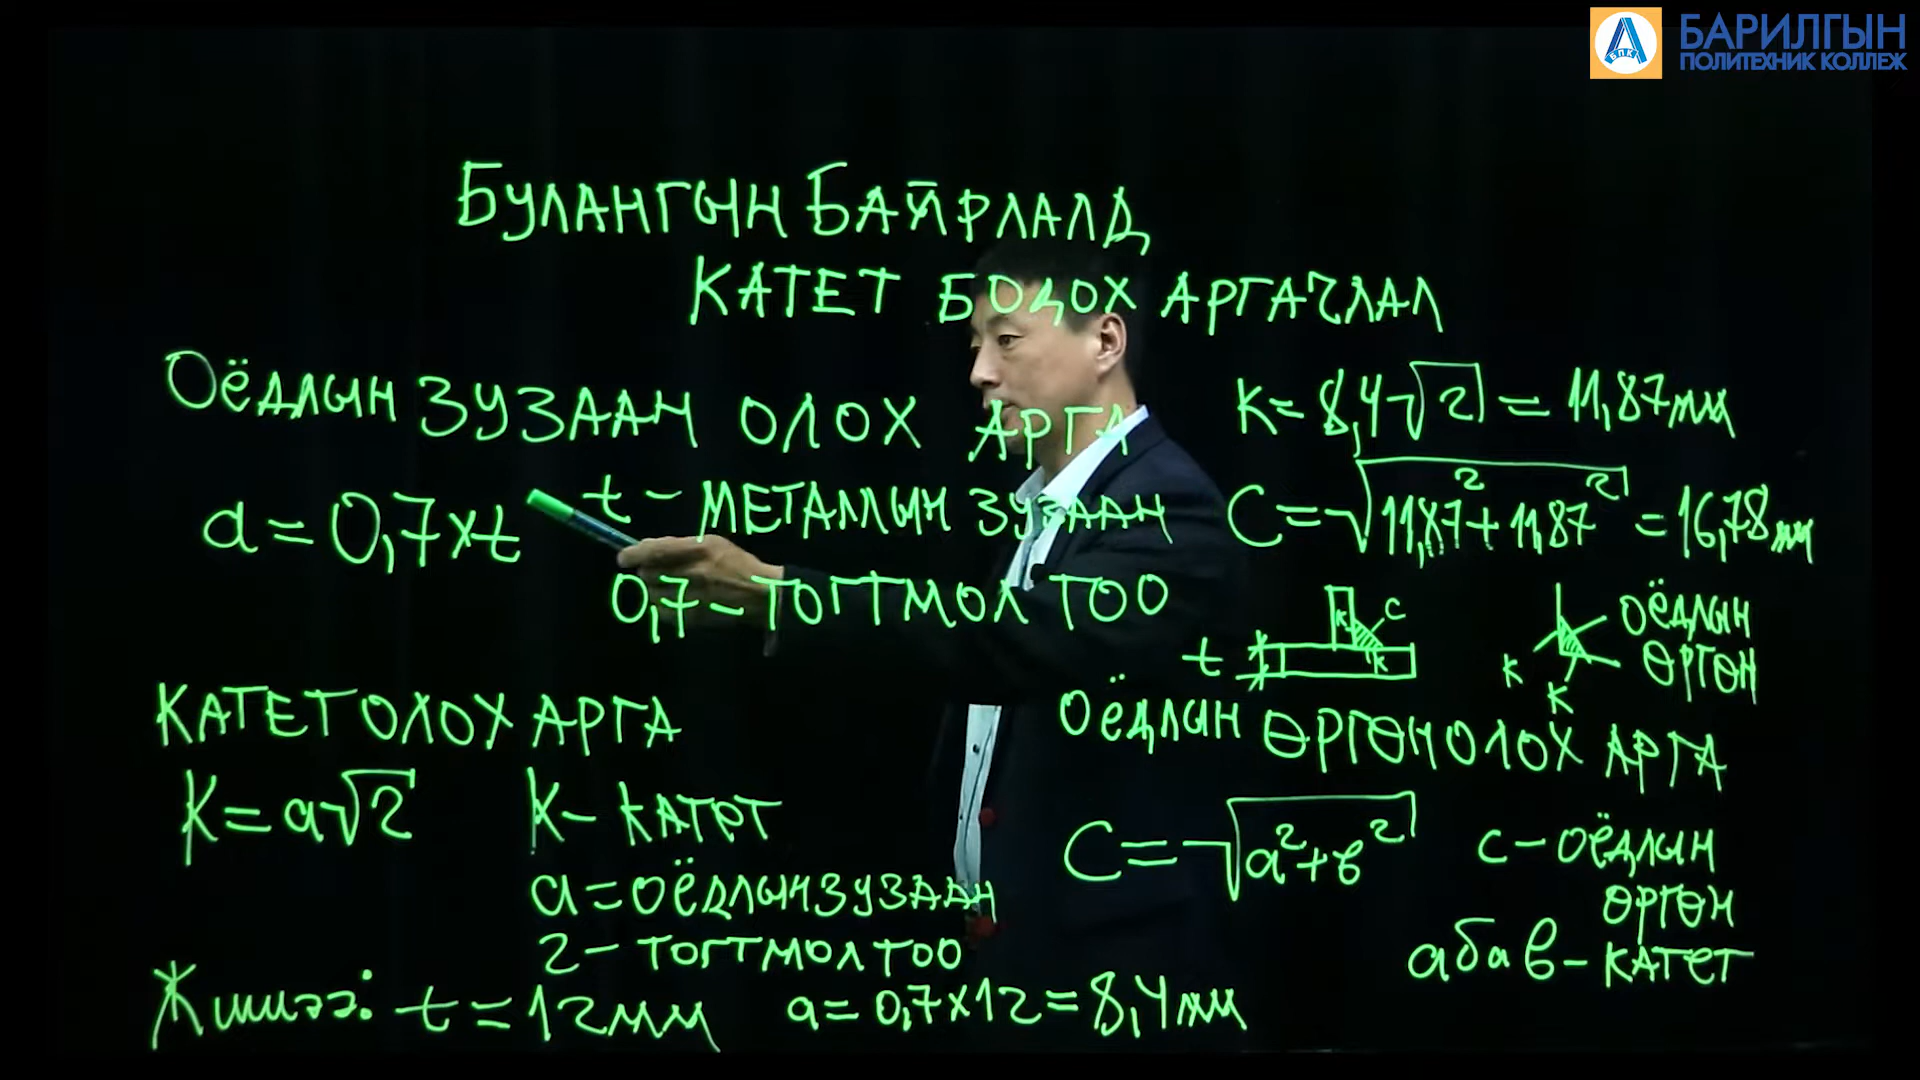 БАРИЛГЫН
ПОЛИТЕХНИК КОЛЛЕЖ
БПК
БУЛАНГЫН БАЙРЛАЛД
КАТЕТ БОДОХ АРГАЧЛАЛ
ОЁДЛЫН ЗУЗААН ОЛОХ АРГА
a = 0,7xt
t - МЕТАЛЛЫН ЗУЗААН
0,7 - ТОГТМОЛ ТОО
КАТЕТ ОЛОХ АРГА
K = a√2
K - КАТЕТ
a = ОЁДЛЫН ЗУЗААН
2 - ТОГТМОЛ ТОО
Жишээ: t = 12мм a = 0,7x12 = 8,4мм
K = 8,4√2 = 11,87мм
C = √11,87²+11,87² = 16,78мм
t K C K
ОЁДЛЫН
ӨРГӨН
K K
ОЁДЛЫН ӨРГӨН ОЛОХ АРГА
C = √a²+в²
c - ОЁДЛЫН
ӨРГӨН
a ба в - КАТЕТ